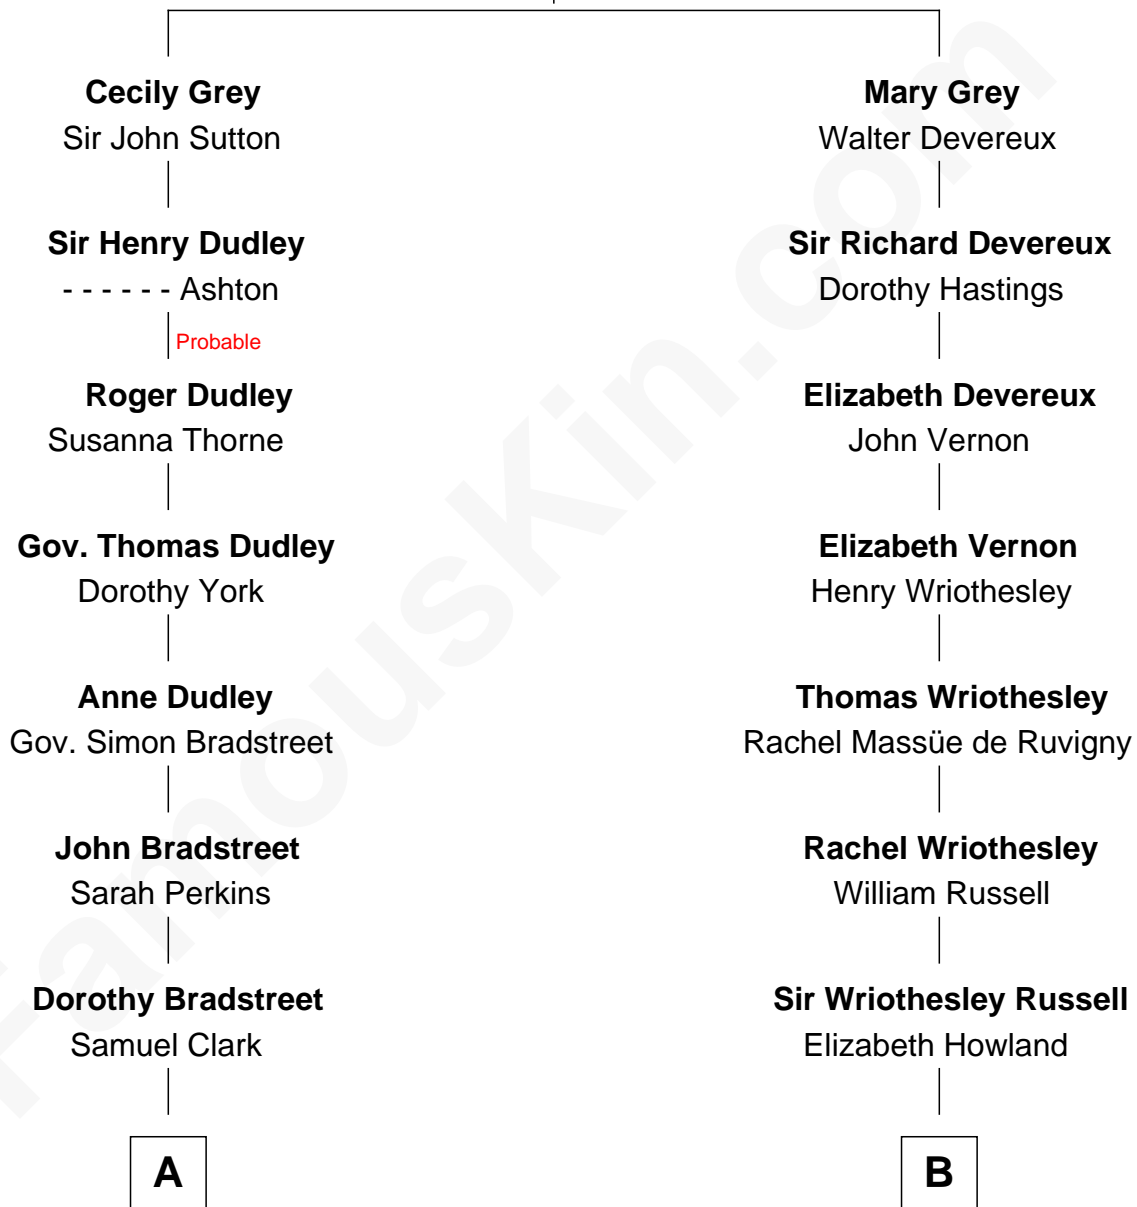 Cecily Grey
Sir John Sutton
Sir Henry Dudley
- - - - - - Ashton
Probable
Roger Dudley
Susanna Thorne
Gov. Thomas Dudley
Dorothy York
Anne Dudley
Gov. Simon Bradstreet
John Bradstreet
Sarah Perkins
Dorothy Bradstreet
Samuel Clark
A
Mary Grey
Walter Devereux
Sir Richard Devereux
Dorothy Hastings
Elizabeth Devereux
John Vernon
Elizabeth Vernon
Henry Wriothesley
Thomas Wriothesley
Rachel Massüe de Ruvigny
Rachel Wriothesley
William Russell
Sir Wriothesley Russell
Elizabeth Howland
B
FamousKin.com